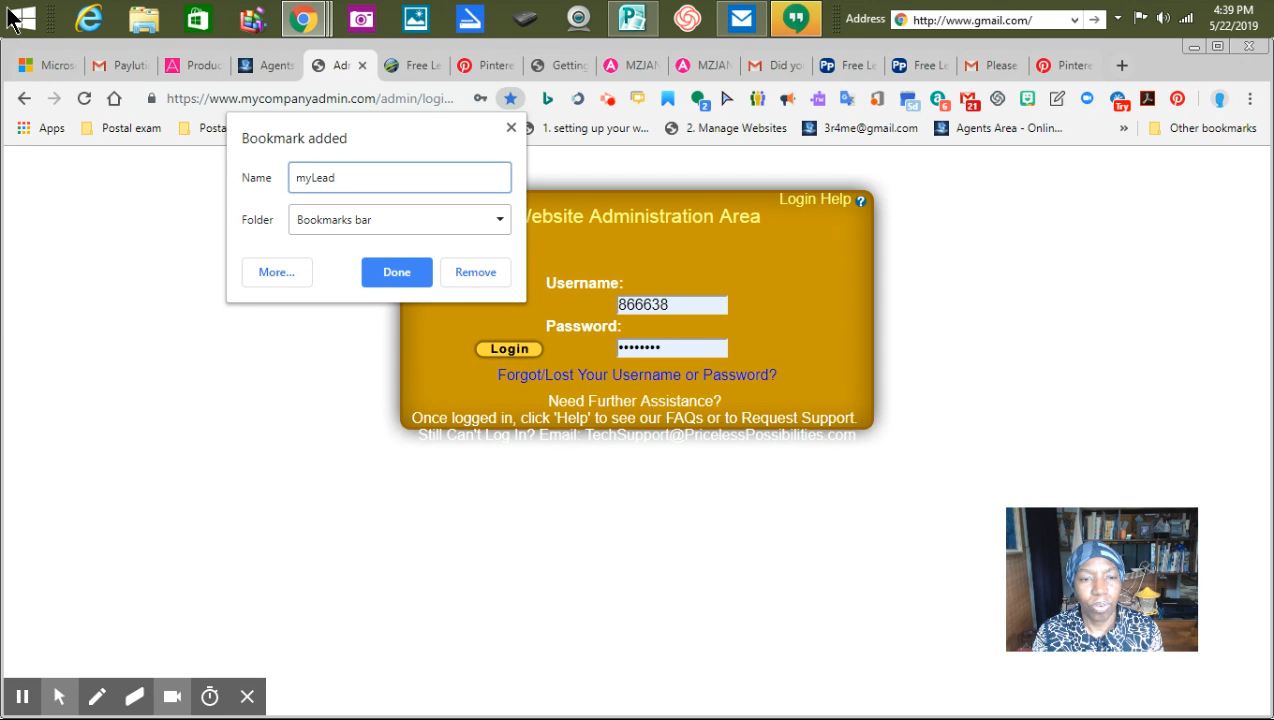 Address
http://www.gmail.com/
4:39 PM
5/22/2019
Micros
Paylutio
Produc
Agents
Adr
Free Le
Pintere
Getting
MZJAN
MZJAN
Did yo
Free Le
Free Le
Please
Pintere
https://www.mycompanyadmin.com/admin/logi...
Apps
Postal exam
Posta
1. setting up your w...
2. Manage Websites
3r4me@gmail.com
Agents Area - Onlin...
»
Other bookmarks
Bookmark added
Name
myLead
Folder
Bookmarks bar
More...
Done
Remove
Login Help ?
ebsite Administration Area
Username:
866638
Password:
••••••••
Login
Forgot/Lost Your Username or Password?
Need Further Assistance?
Once logged in, click 'Help' to see our FAQs or to Request Support.
Still Can't Log In? Email: TechSupport@PricelessPossibilities.com